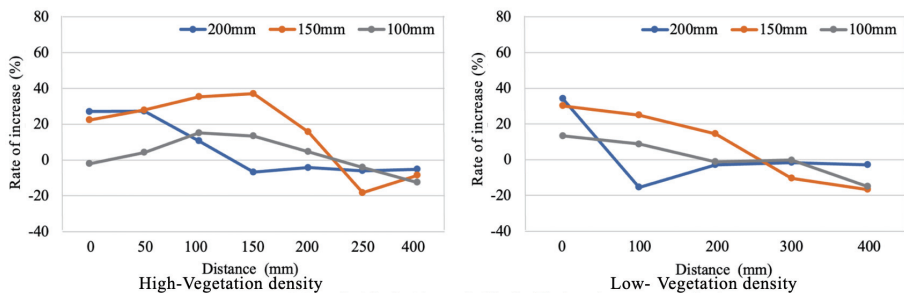 80
60
40
20
0
-20
-40
Rate of increase (%)
200mm 150mm 100mm
0 50 100 150 200 250 400
Distance (mm)
High-Vegetation density
80
60
40
20
0
-20
-40
Rate of increase (%)
200mm 150mm 100mm
0 100 200 300 400
Distance (mm)
Low- Vegetation density